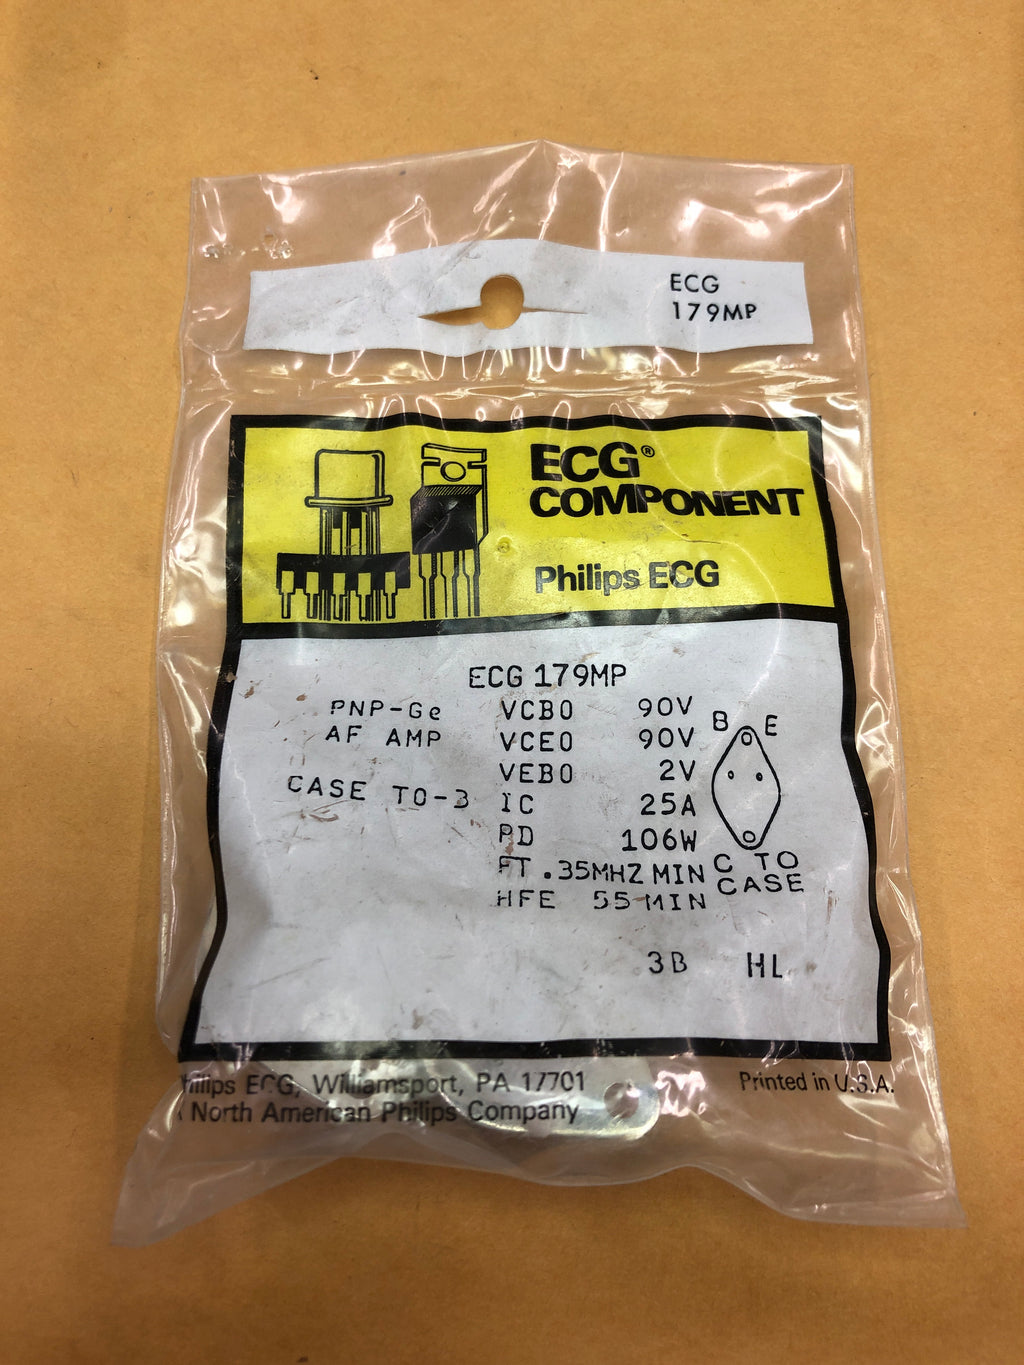 ECG
179MP
ECG®
COMPONENT
Philips ECG
ECG 179MP
PNP-Ge
AF AMP
CASE TO-3
VCBO 90V
VCEO 90V
VEBO 2V
IC 25A
PD 106W
FT .35MHZ MIN
HFE 55 MIN
B E
C TO
CASE
3B HL
Philips ECG, Williamsport, PA 17701
A North American Philips Company
Printed in U.S.A.